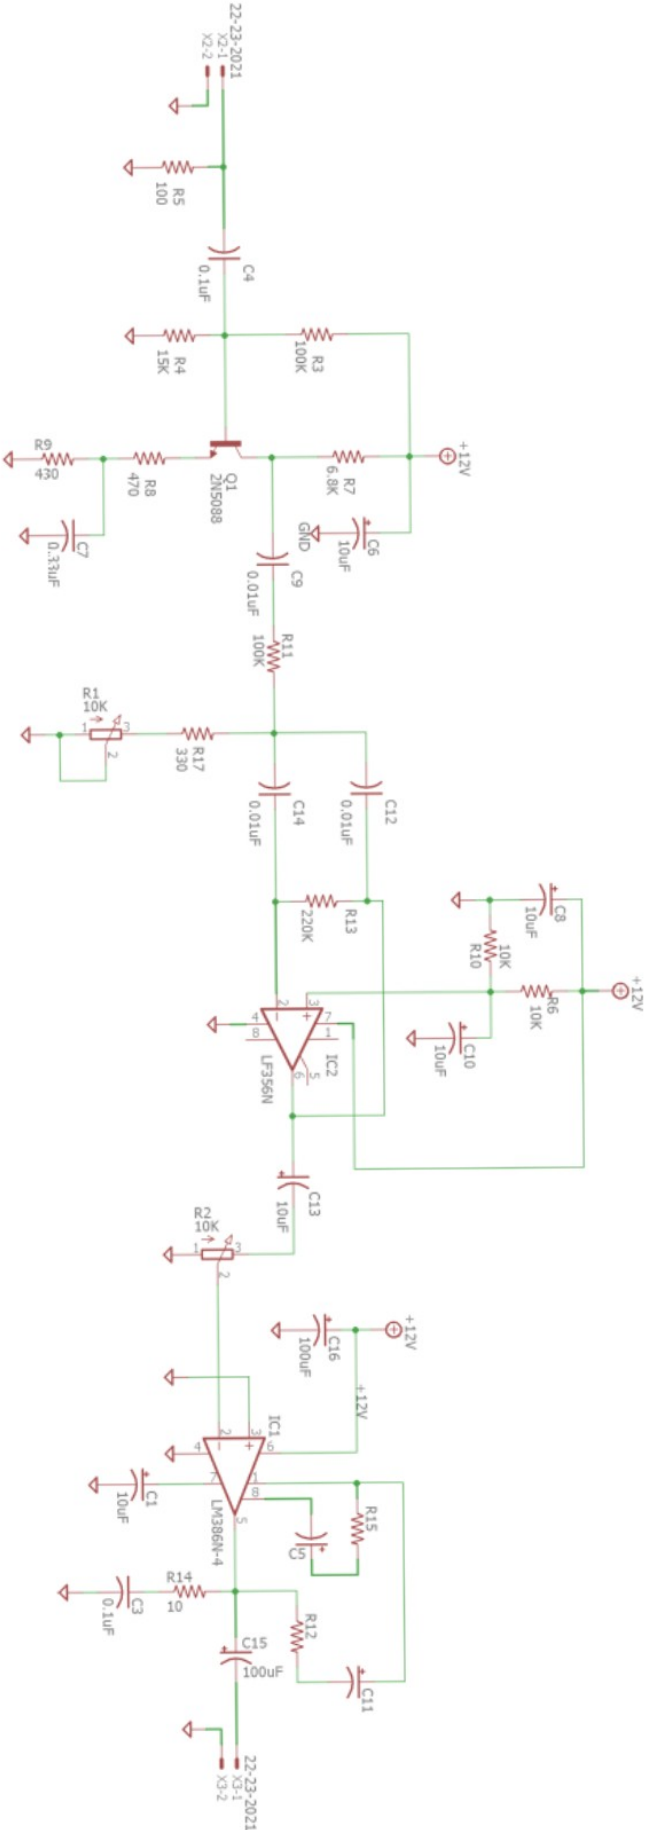 22-23-2021
X2-1
X2-2
R5
100
C4
0.1uF
R4
15K
R3
100K
R9
430
R8
470
Q1
2N5088
R7
6.8K
+12V
C7
0.33uF
GND
C6
10uF
C9
0.01uF
R11
100K
R1
10K
1
3
2
R17
330
C14
0.01uF
C12
0.01uF
R13
220K
C8
10uF
R10
10K
R6
10K
+12V
C10
10uF
2
3
4
7
8
1
6
5
IC2
LF356N
C13
10uF
R2
10K
1
3
2
C16
100uF
+12V
+12V
IC1
2
3
4
6
7
1
8
5
LM386N-4
C1
10uF
C5
R15
R14
10
C3
0.1uF
R12
C15
100uF
C11
22-23-2021
X3-1
X3-2